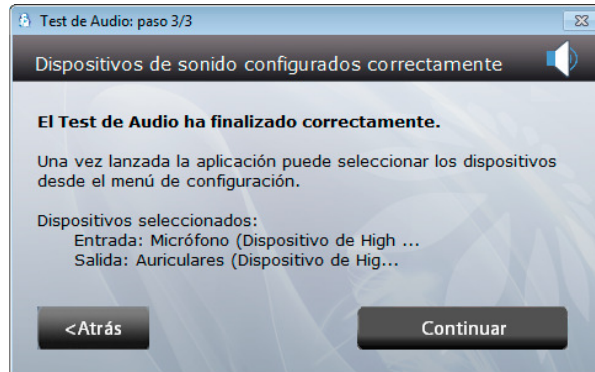 Test de Audio: paso 3/3
Dispositivos de sonido configurados correctamente
El Test de Audio ha finalizado correctamente.
Una vez lanzada la aplicación puede seleccionar los dispositivos
desde el menú de configuración.
Dispositivos seleccionados:
Entrada: Micrófono (Dispositivo de High ...
Salida: Auriculares (Dispositivo de Hig...
<Atrás
Continuar